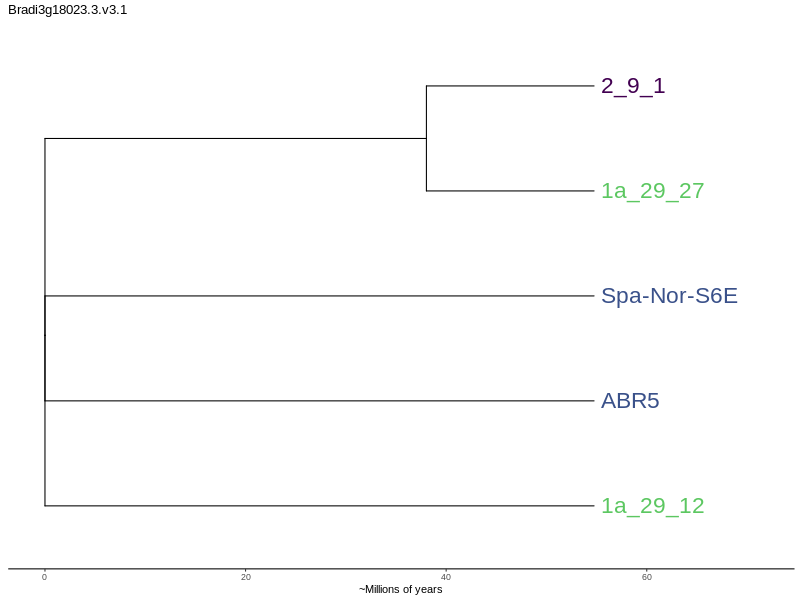 Bradi3g18023.3.v3.1
2_9_1
1a_29_27
Spa-Nor-S6E
ABR5
1a_29_12
0 20 40 60
~Millions of years